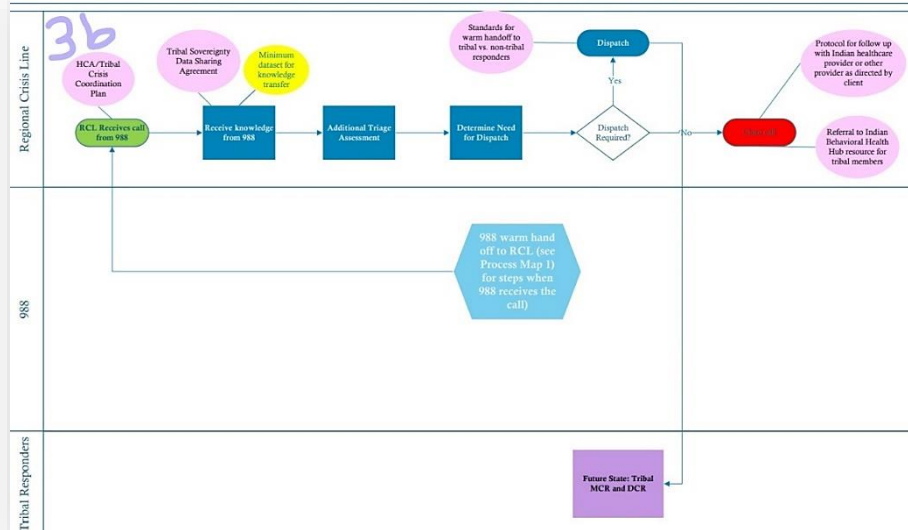 3b
Regional Crisis Line
HCA/Tribal
Crisis
Coordination
Plan
Tribal Sovereignty
Data Sharing
Agreement
Minimum
dataset for
knowledge
transfer
Standards for
warm handoff to
tribal vs. non-tribal
responders
Dispatch
Yes
Protocol for follow up
with Indian healthcare
provider or other
provider as directed by
client
RCL Receives call
from 988
Receive knowledge
from 988
Additional Triage
Assessment
Determine Need
for Dispatch
Dispatch
Required?
No
Referral to Indian
Behavioral Health
Hub resource for
tribal members
988
988 warm hand
off to RCL (see
Process Map 1)
for steps when
988 receives the
call)
Tribal Responders
Future State: Tribal
MCR and DCR